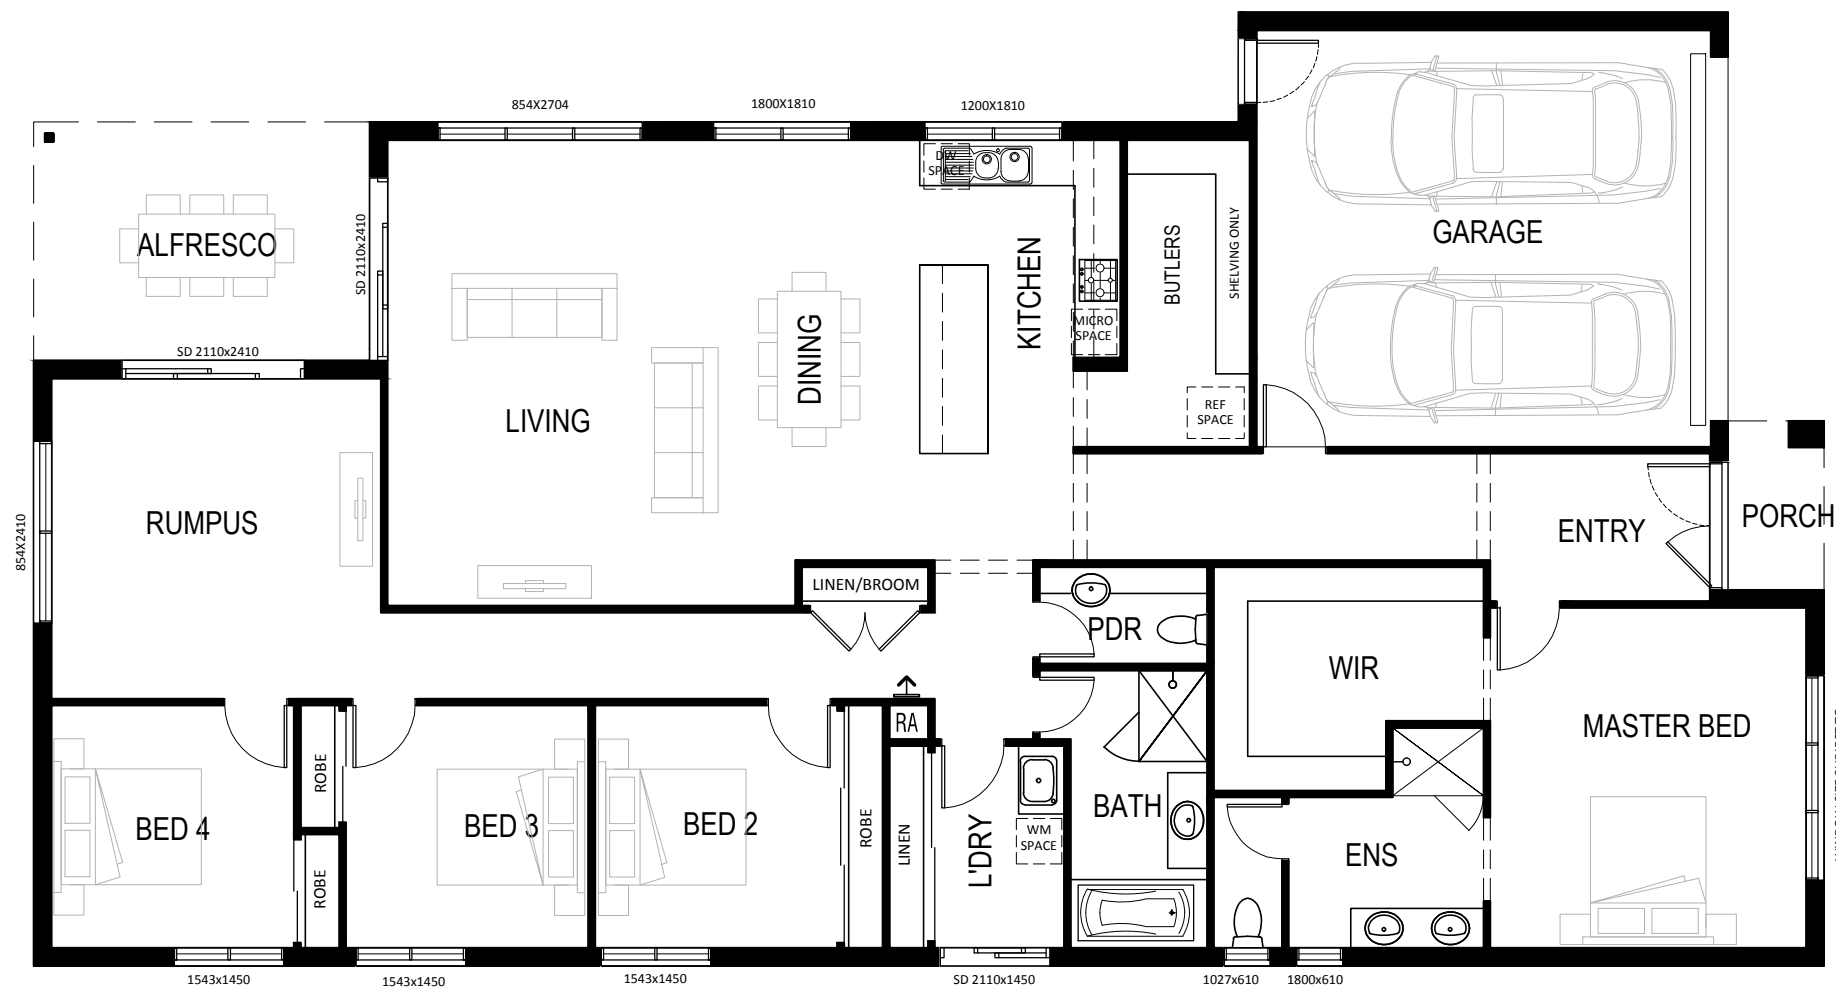 854X2704
1800X1810
1200X1810
DW
SPACE
ALFRESCO
SD 2110x2410
SD 2110x2410
KITCHEN
MICRO
SPACE
BUTLERS
SHELVING ONLY
REF
SPACE
GARAGE
LIVING
DINING
RUMPUS
854X2410
ENTRY
PORCH
LINEN/BROOM
PDR
WIR
MASTER BED
RA
ROBE
ROBE
BED 4
BED 3
BED 2
ROBE
LINEN
L'DRY
WM
SPACE
BATH
ENS
1543x1450
1543x1450
1543x1450
SD 2110x1450
1027x610
1800x610